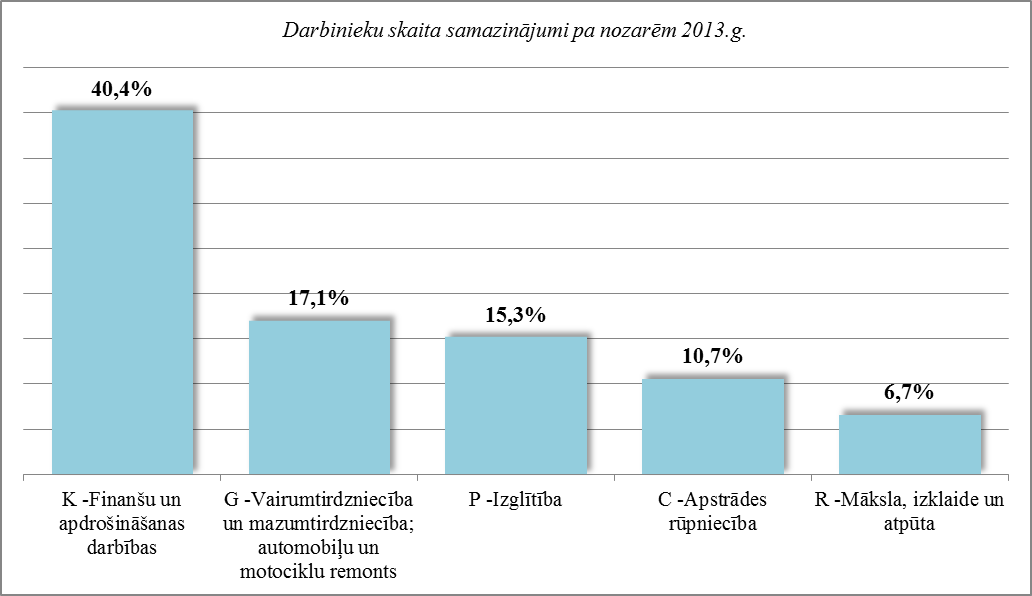 Darbinieku skaita samazinājumi pa nozarēm 2013.g.
40,4%
17,1%
15,3%
10,7%
6,7%
K -Finanšu un
apdrošināšanas
darbības
G -Vairumtirdzniecība
un mazumtirdzniecība;
automobiļu un
motociklu remonts
P -Izglītība
C -Apstrādes
rūpniecība
R -Māksla, izklaide un
atpūta